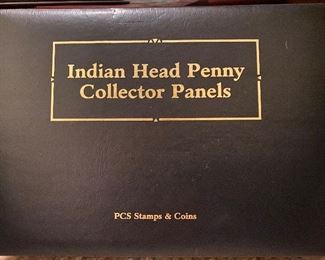 Indian Head Penny
Collector Panels
PCS Stamps & Coins